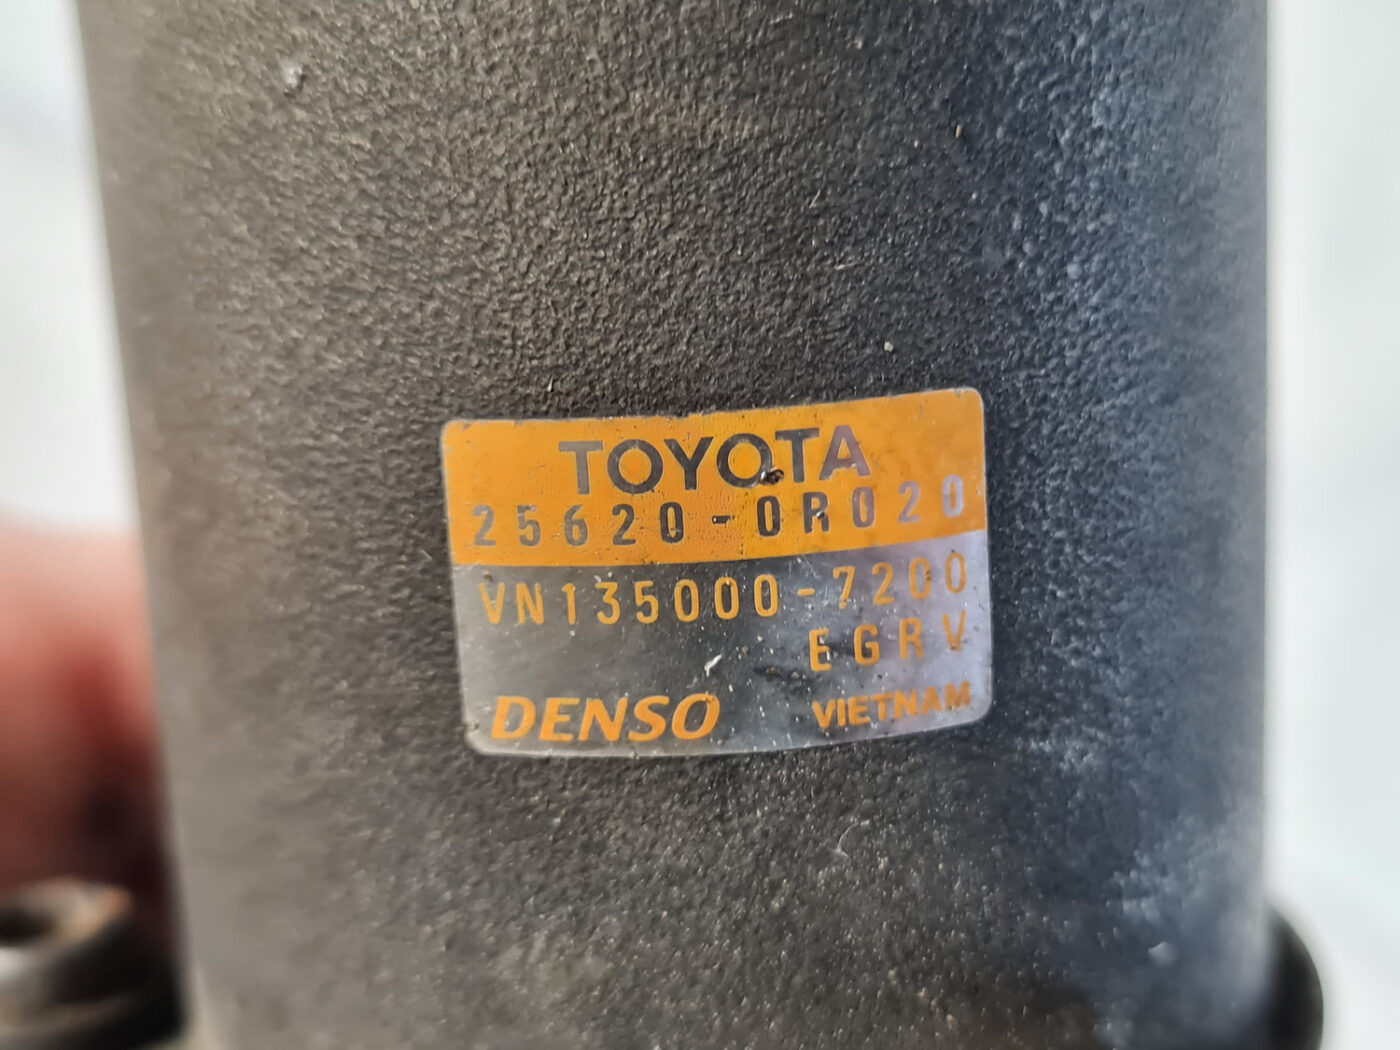 TOYOTA
25620-0R020
VN135000-7200
EGRV
DENSO VIETNAM